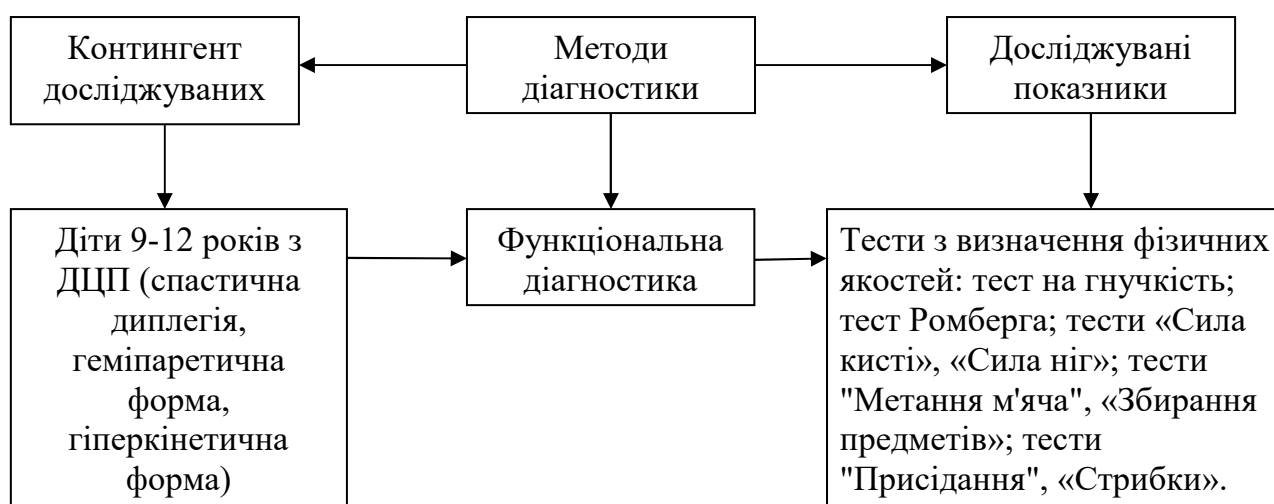 Контингент
досліджуваних
Методи
діагностики
Досліджувані
показники
Діти 9-12 років з
ДЦП (спастична
диплегія,
геміпаретична
форма,
гіперкінетична
форма)
Функціональна
діагностика
Тести з визначення фізичних
якостей: тест на гнучкість;
тест Ромберга; тести «Сила
кисті», «Сила ніг»; тести
"Метання м'яча", «Збирання
предметів»; тести
"Присідання", «Стрибки».